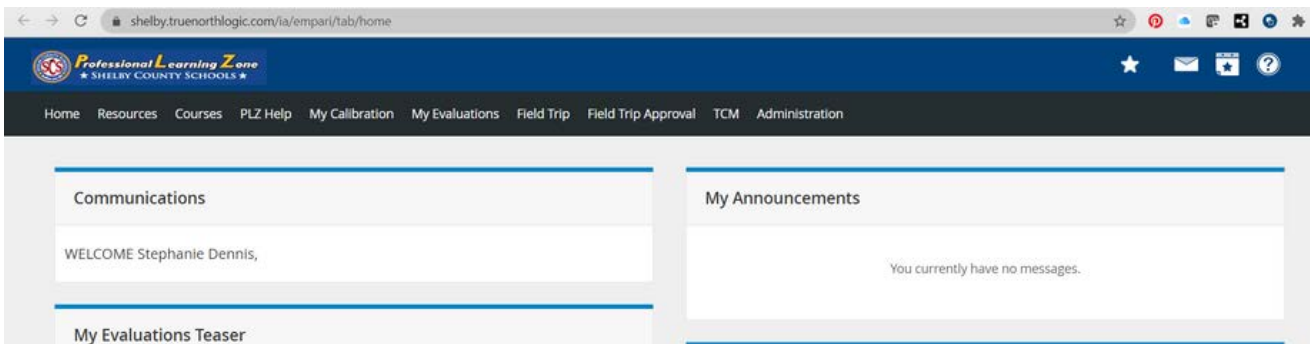 shelby.truenorthlogic.com/ia/empari/tab/home
SCS Professional Learning Zone
★ SHELBY COUNTY SCHOOLS ★
Home Resources Courses PLZ Help My Calibration My Evaluations Field Trip Field Trip Approval TCM Administration
Communications
WELCOME Stephanie Dennis,
My Evaluations Teaser
My Announcements
You currently have no messages.